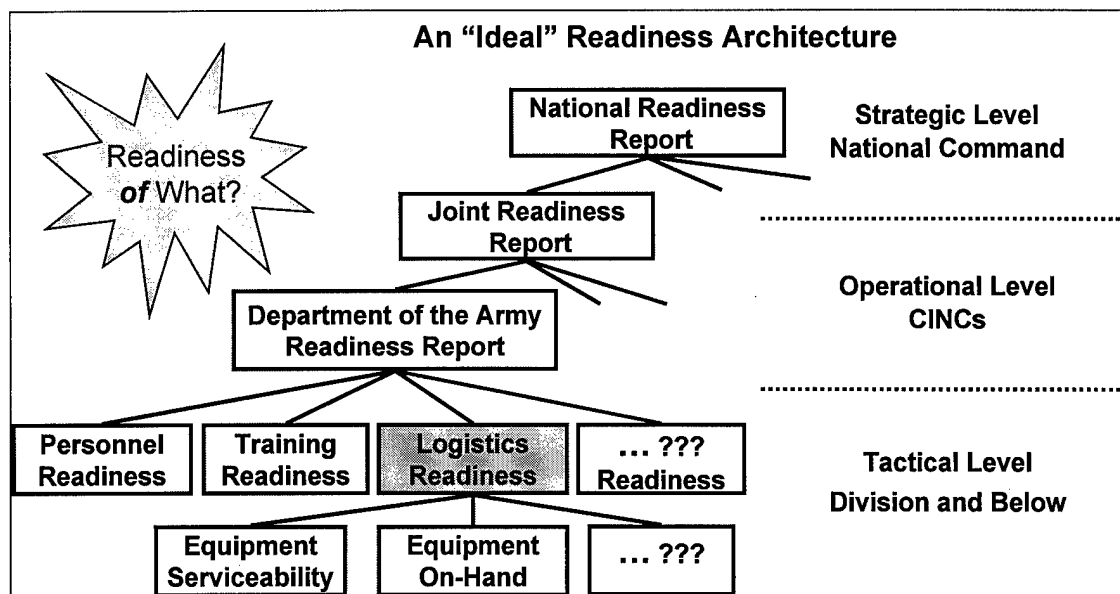 An “Ideal” Readiness Architecture
Readiness
of What?
National Readiness
Report
Strategic Level
National Command
Joint Readiness
Report
Operational Level
CINCs
Department of the Army
Readiness Report
Personnel
Readiness
Training
Readiness
Logistics
Readiness
... ???
Readiness
Tactical Level
Division and Below
Equipment
Serviceability
Equipment
On-Hand
... ???